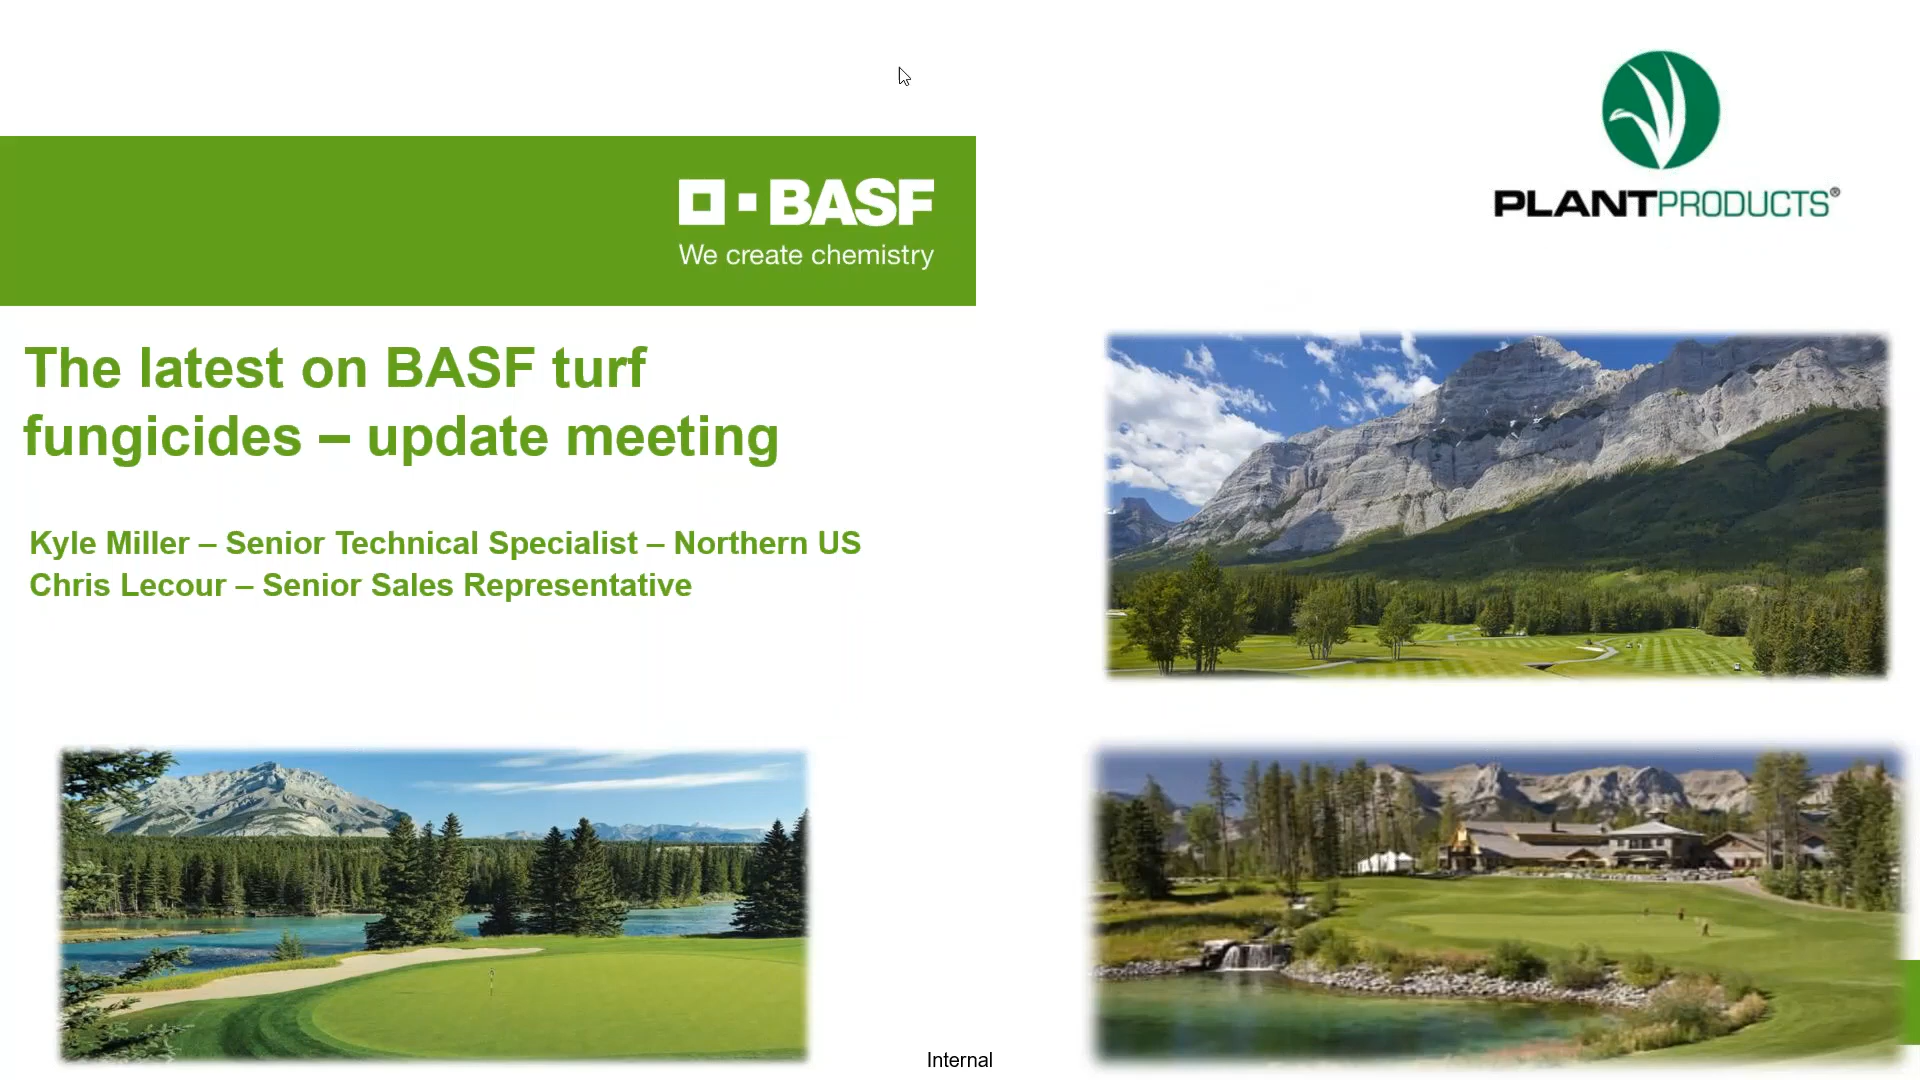 BASF
We create chemistry
PLANTPRODUCTS®
The latest on BASF turf
fungicides – update meeting
Kyle Miller – Senior Technical Specialist – Northern US
Chris Lecour – Senior Sales Representative
Internal